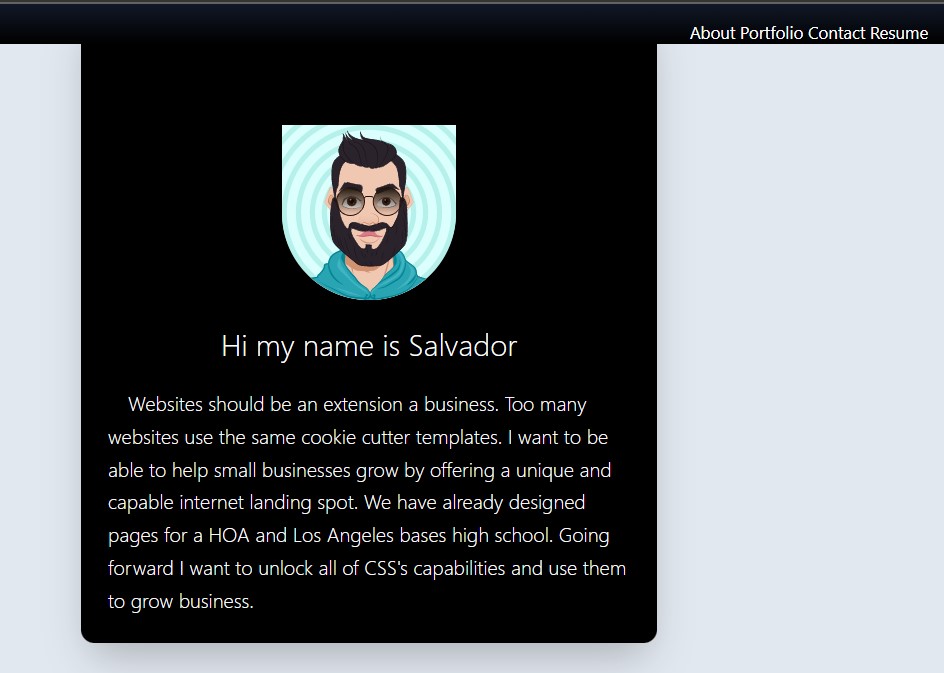 About Portfolio Contact Resume
Hi my name is Salvador
Websites should be an extension a business. Too many
websites use the same cookie cutter templates. I want to be
able to help small businesses grow by offering a unique and
capable internet landing spot. We have already designed
pages for a HOA and Los Angeles bases high school. Going
forward I want to unlock all of CSS's capabilities and use them
to grow business.